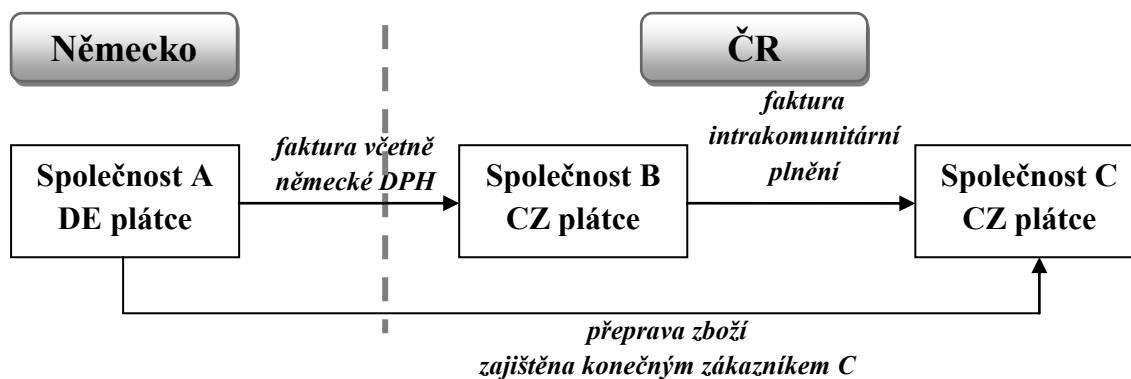 Německo
ČR
faktura včetně
německé DPH
faktura
intrakomunitární
plnění
Společnost A
DE plátce
Společnost B
CZ plátce
Společnost C
CZ plátce
přeprava zboží
zajištěna konečným zákazníkem C